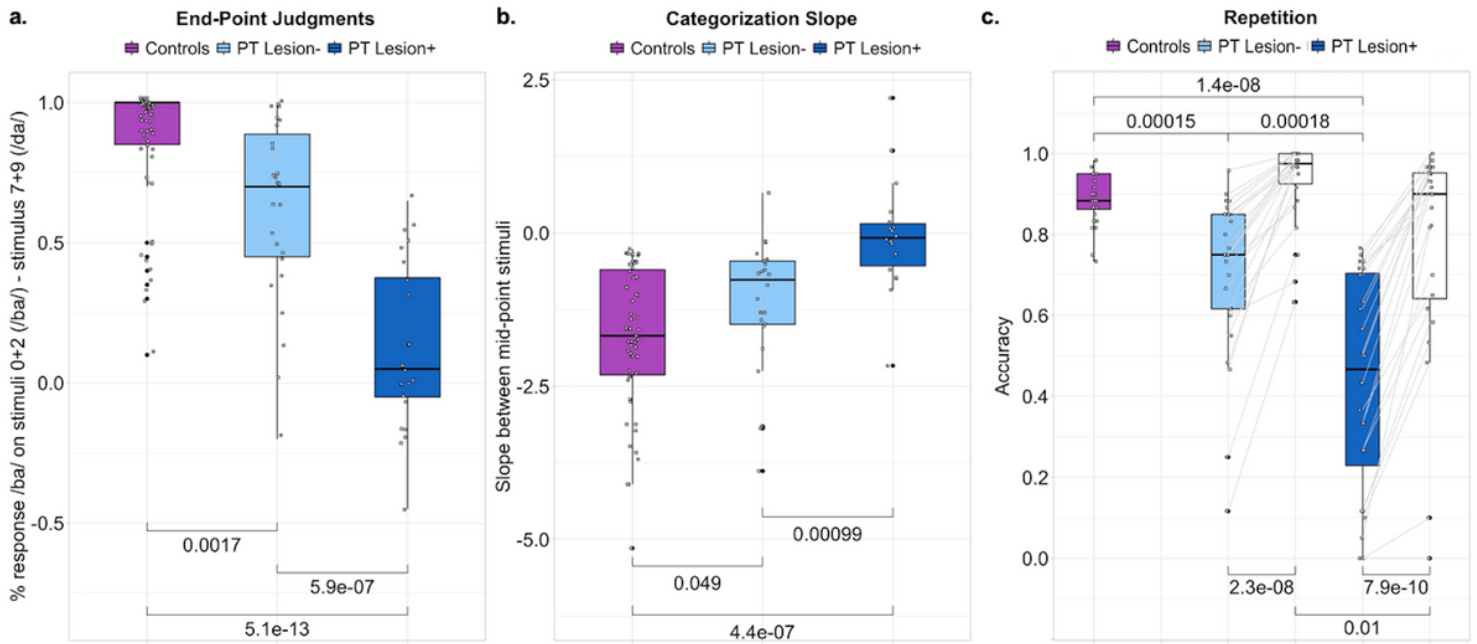 a.
End-Point Judgments
Controls PT Lesion- PT Lesion+
% response /ba/ on stimuli 0+2 (/ba/) - stimulus 7+9 (/da/)
1.0
0.5
0.0
-0.5
0.0017
5.9e-07
5.1e-13
b.
Categorization Slope
Controls PT Lesion- PT Lesion+
Slope between mid-point stimuli
2.5
0.0
-2.5
-5.0
0.00099
0.049
4.4e-07
c.
Repetition
Controls PT Lesion- PT Lesion+
Accuracy
1.4e-08
0.00015 0.00018
1.0
0.8
0.6
0.4
0.2
0.0
2.3e-08 7.9e-10
0.01